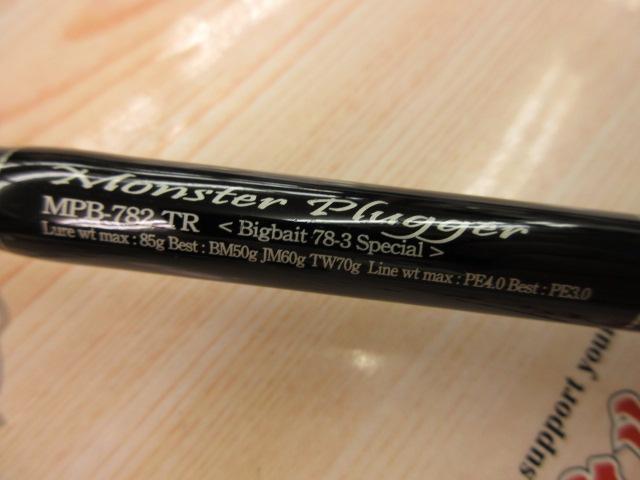 Monster Plugger
MPB-782 TR < Bigbait 78-3 Special >
Lure wt max : 85g Best : BM50g JM60g TW70g Line wt max : PE4.0 Best : PE3.0
support your